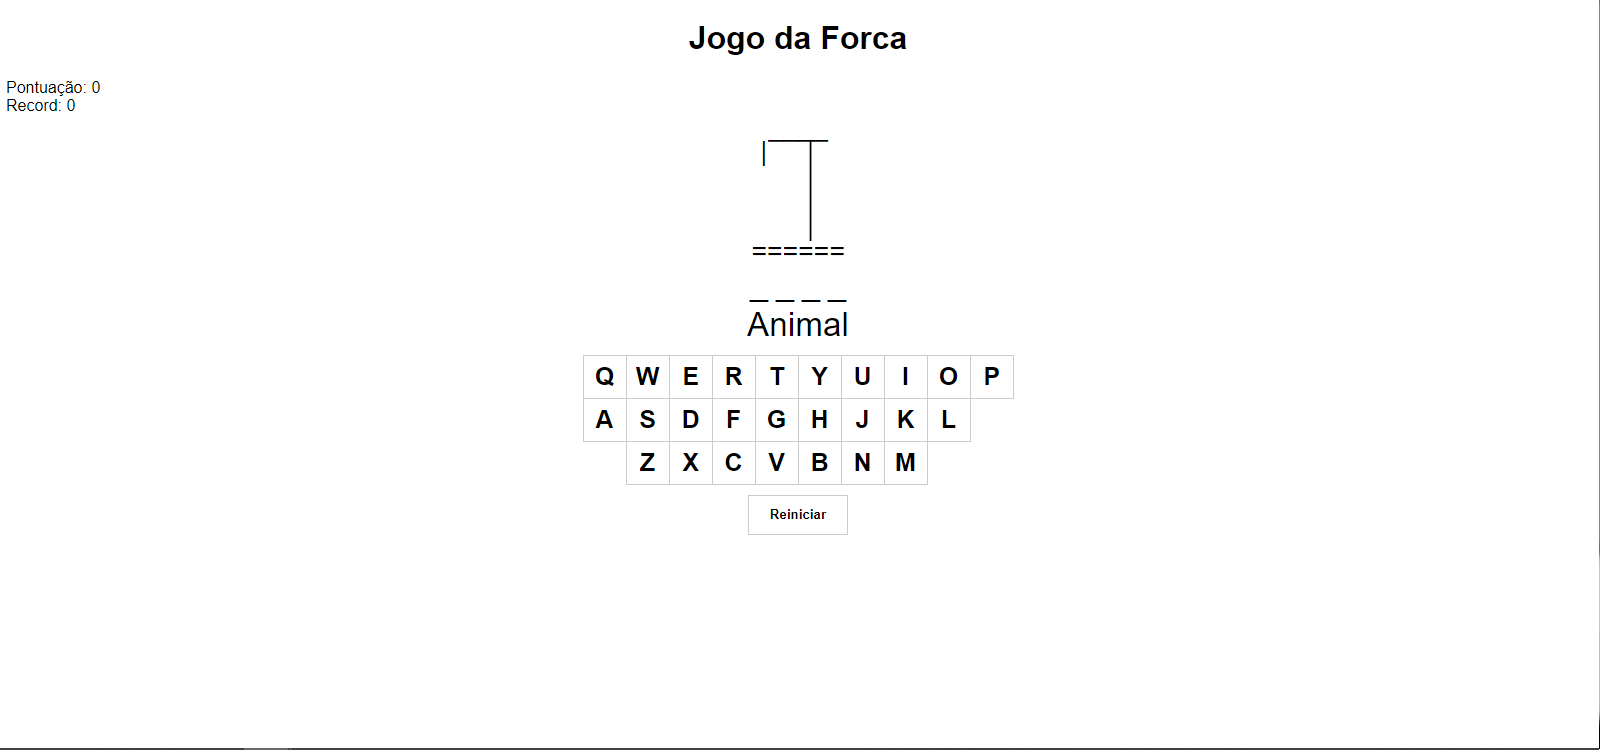 Jogo da Forca
Pontuação: 0
Record: 0
======
_ _ _ _
Animal
Q W E R T Y U I O P
A S D F G H J K L
Z X C V B N M
Reiniciar